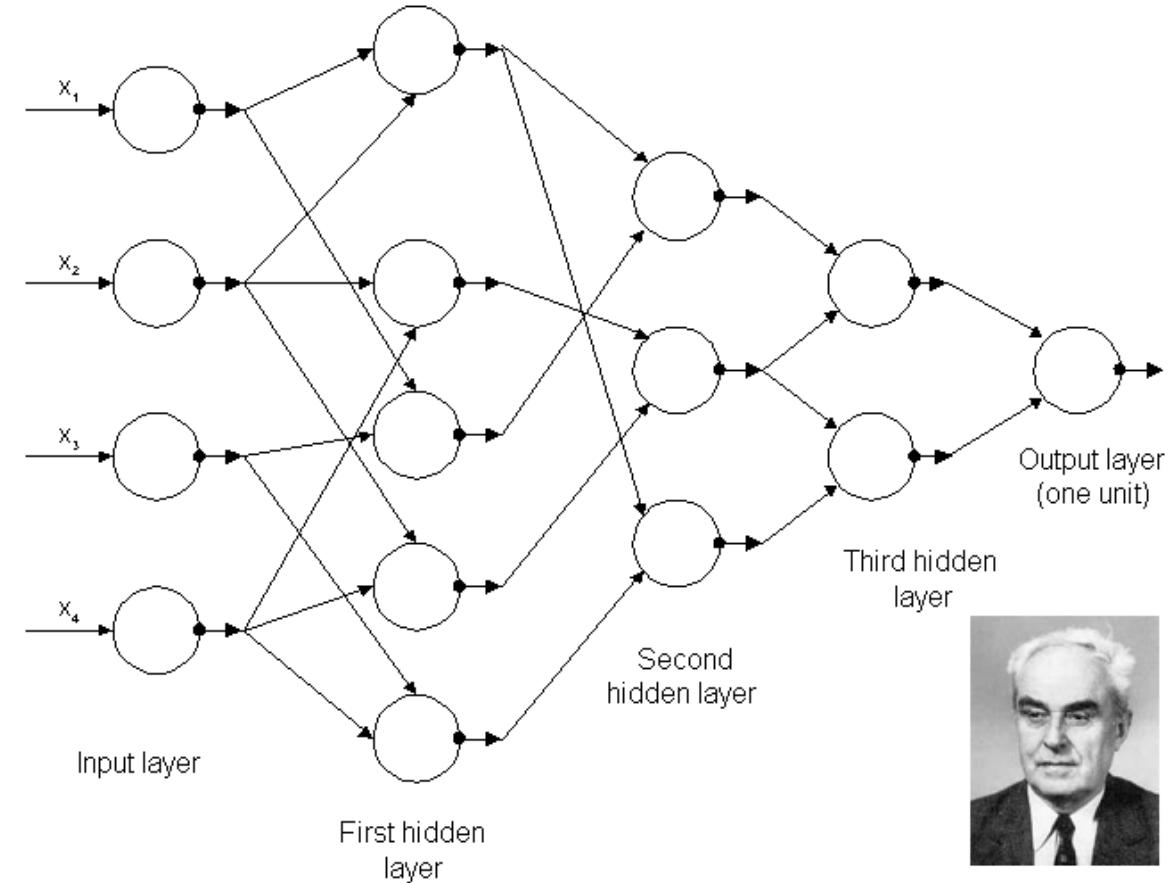 X₁
X₂
X₃
X₄
Input layer
First hidden
layer
Second
hidden layer
Third hidden
layer
Output layer
(one unit)